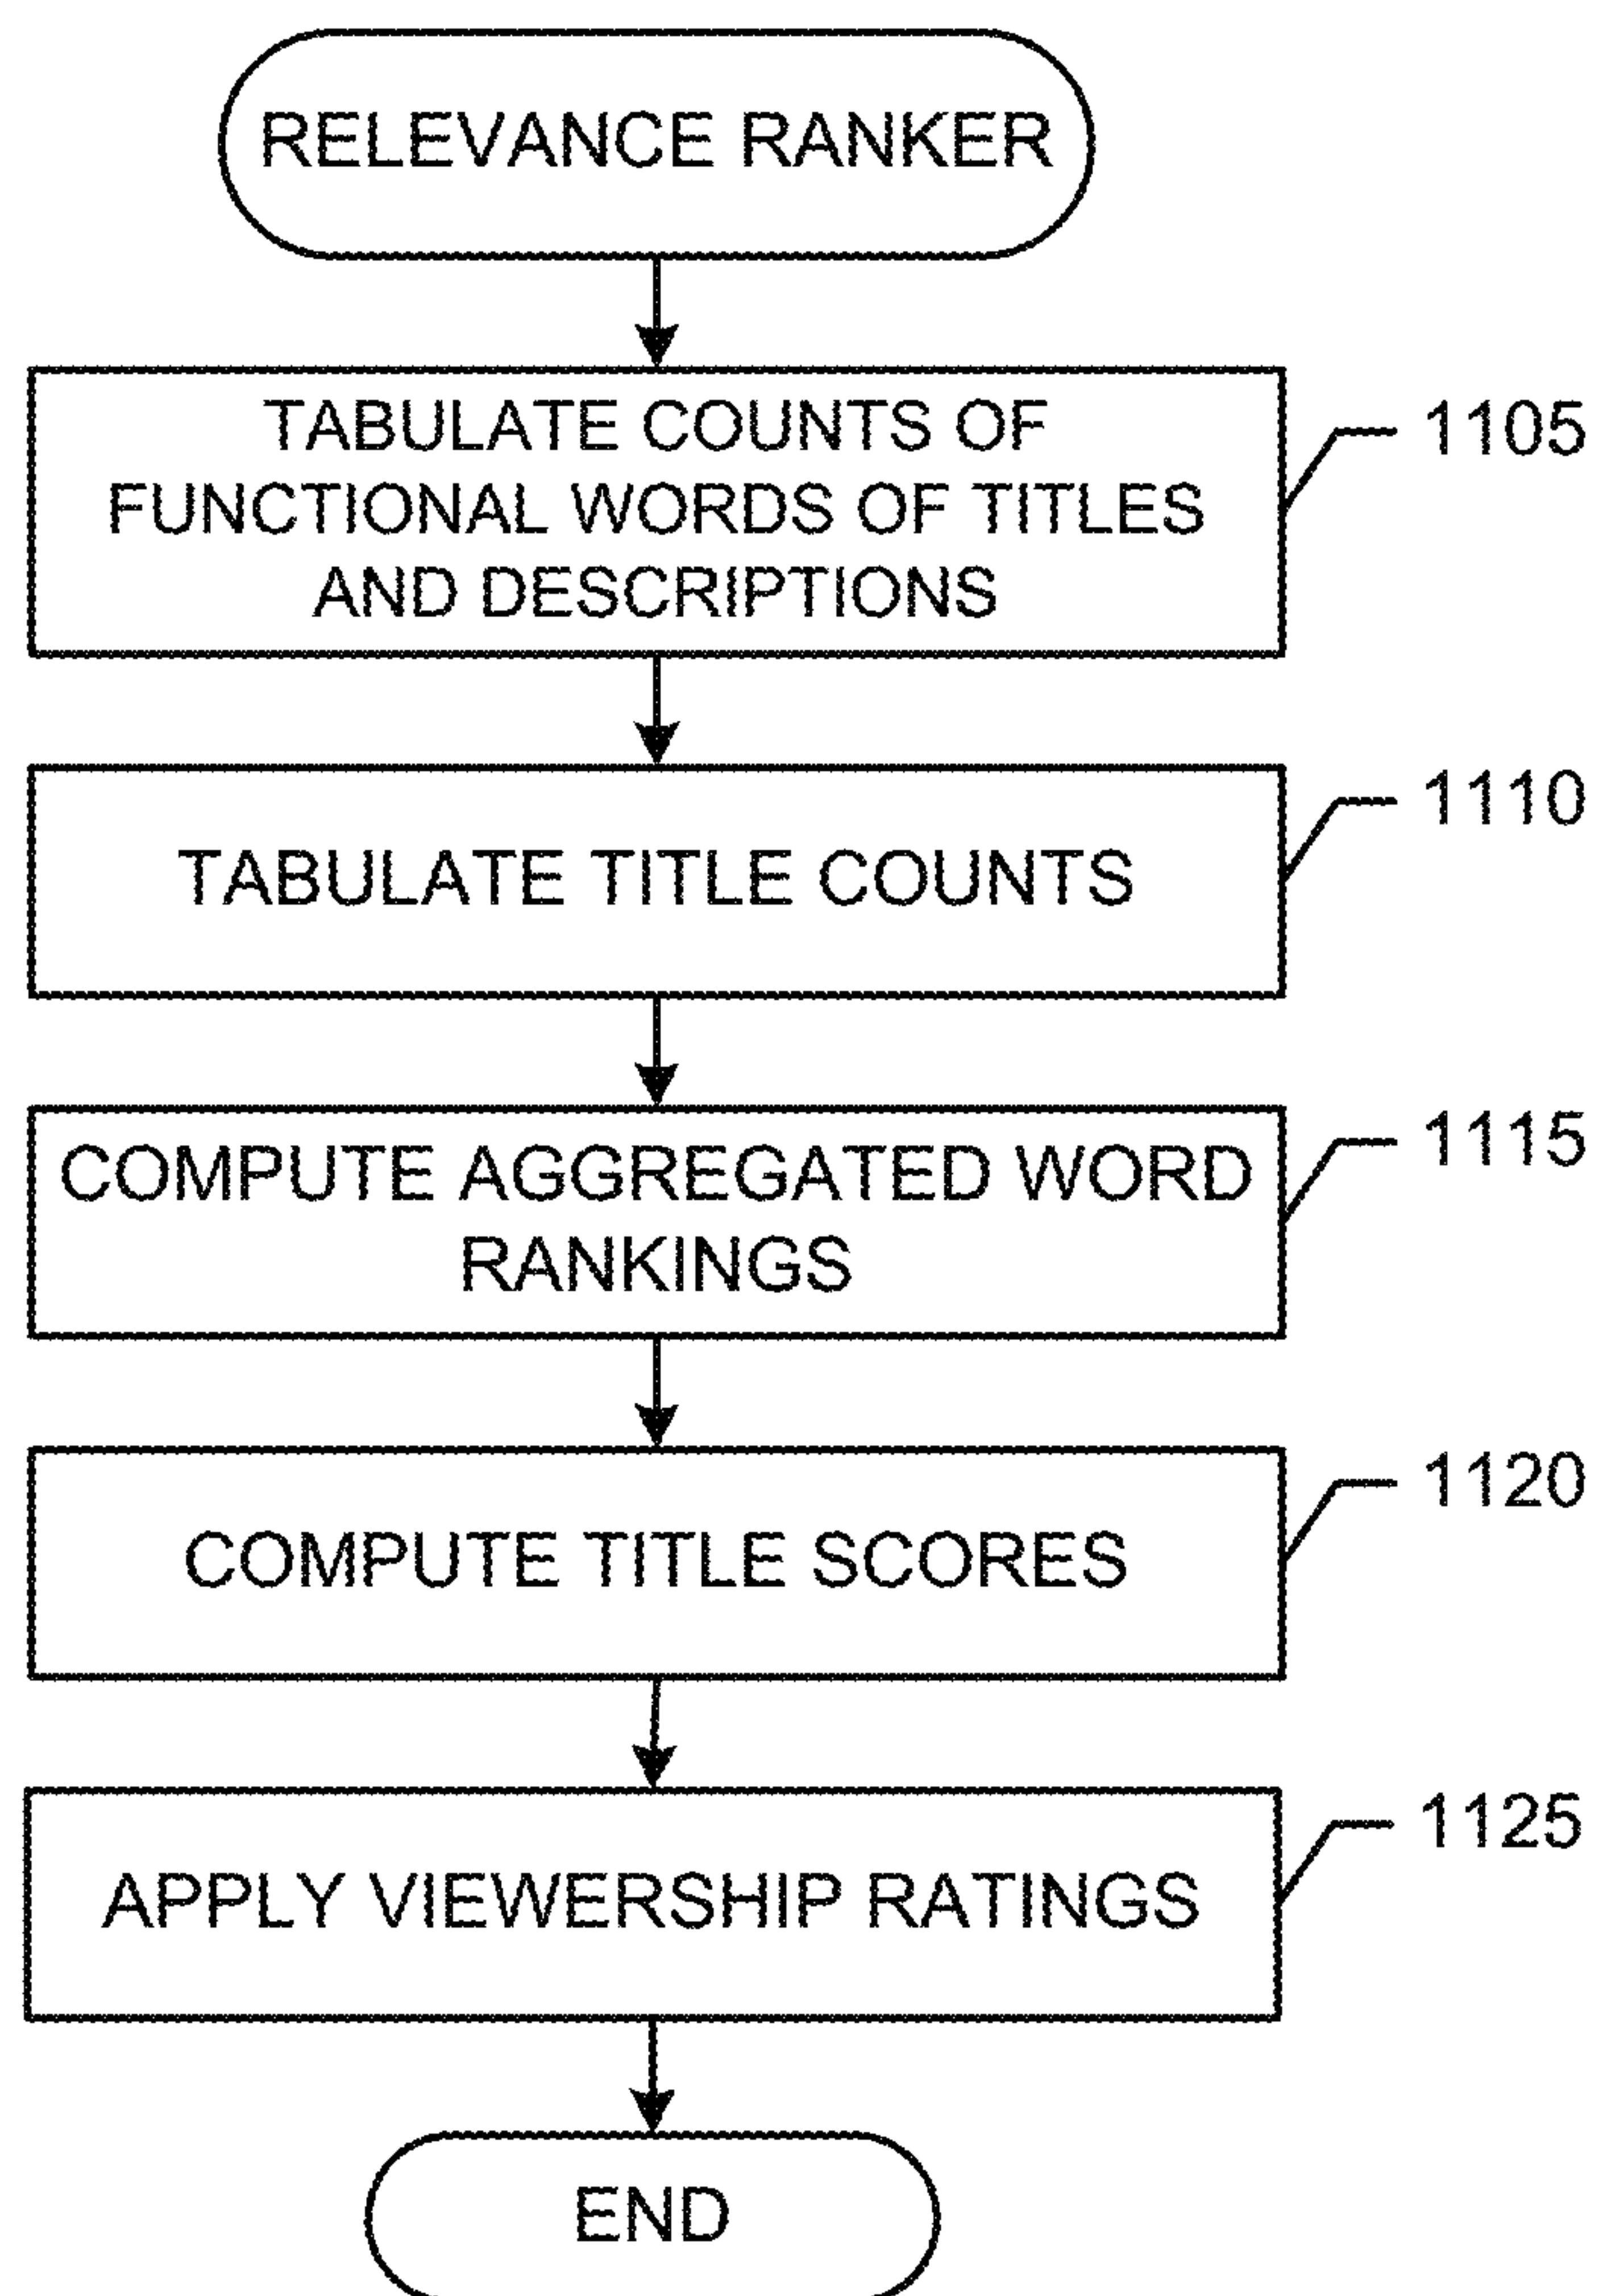 RELEVANCE RANKER
TABULATE COUNTS OF
FUNCTIONAL WORDS OF TITLES
AND DESCRIPTIONS
1105
TABULATE TITLE COUNTS
1110
COMPUTE AGGREGATED WORD
RANKINGS
1115
COMPUTE TITLE SCORES
1120
APPLY VIEWERSHIP RATINGS
1125
END